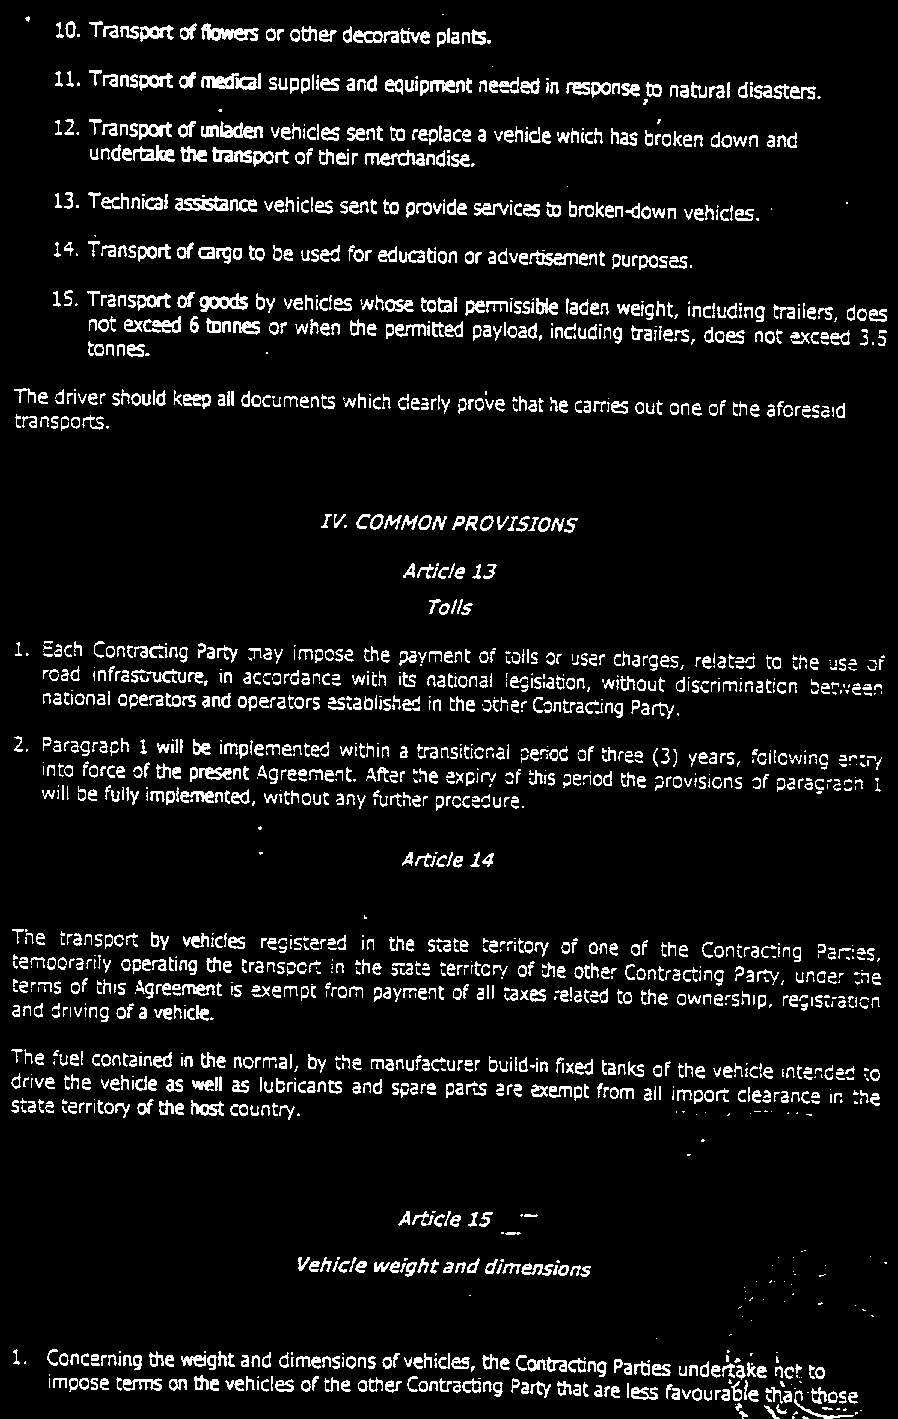 10. Transport of flowers or other decorative plants.
11. Transport of medical supplies and equipment needed in response to natural disasters.
12. Transport of unladen vehicles sent to replace a vehicle which has broken down and
undertake the transport of their merchandise.
13. Technical assistance vehicles sent to provide services to broken-down vehicles.
14. Transport of cargo to be used for education or advertisement purposes.
15. Transport of goods by vehicles whose total permissible laden weight, including trailers, does
not exceed 6 tonnes or when the permitted payload, including trailers, does not exceed 3.5
tonnes.
The driver should keep all documents which clearly prove that he carries out one of the aforesaid
transports.
IV. COMMON PROVISIONS
Article 13
Tolls
1. Each Contracting Party may impose the payment of tolls or user charges, related to the use of
road infrastructure, in accordance with its national legislation, without discrimination between
national operators and operators established in the other Contracting Party.
2. Paragraph 1 will be implemented within a transitional period of three (3) years, following entry
into force of the present Agreement. After the expiry of this period the provisions of paragraph 1
will be fully implemented, without any further procedure.
Article 14
The transport by vehicles registered in the state territory of one of the Contracting Parties,
temporarily operating the transport in the state territory of the other Contracting Party, under the
terms of this Agreement is exempt from payment of all taxes related to the ownership, registration
and driving of a vehicle.
The fuel contained in the normal, by the manufacturer build-in fixed tanks of the vehicle intended to
drive the vehicle as well as lubricants and spare parts are exempt from all import clearance in the
state territory of the host country.
Article 15
Vehicle weight and dimensions
1. Concerning the weight and dimensions of vehicles, the Contracting Parties undertake not to
impose terms on the vehicles of the other Contracting Party that are less favourable than those